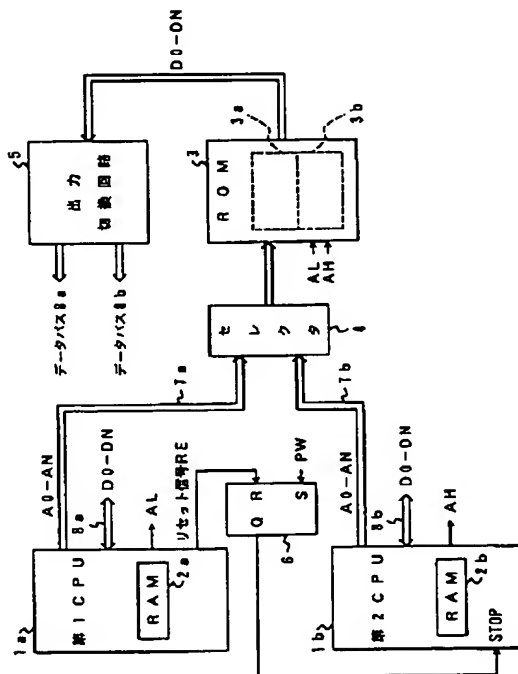 1a
第1CPU
RAM
2a
A0-AN
7a
8a
D0-DN
AL
リセット信号RE
Q R
S
PW
6
1b
第2CPU
RAM
2b
STOP
A0-AN
7b
8b
D0-DN
AH
セレクタ
4
ROM
3
3a
3b
AL
AH
D0-DN
5
出力
切換回路
データバス8a
データバス8b